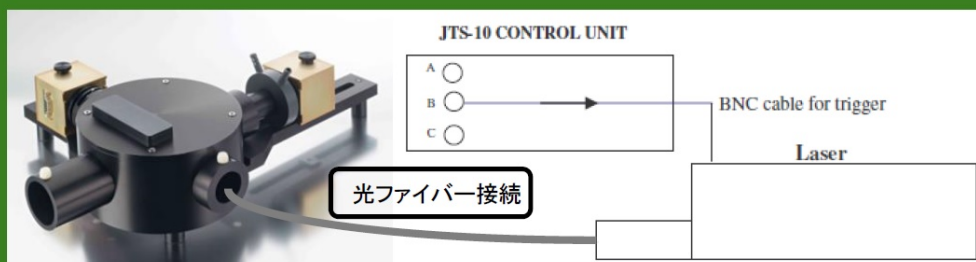 JTS-10 CONTROL UNIT
A
B
C
BNC cable for trigger
Laser
光ファイバー接続